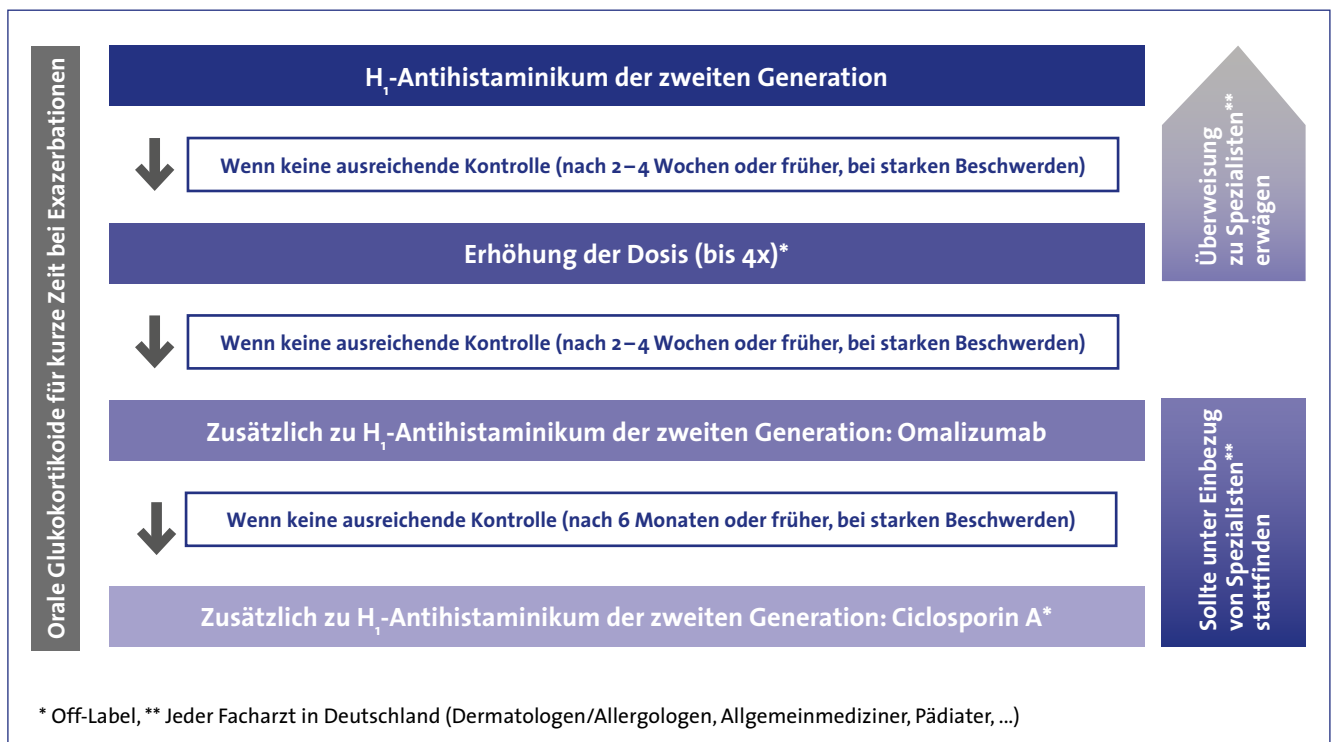 Orale Glukokortikoide für kurze Zeit bei Exazerbationen
H₁-Antihistaminikum der zweiten Generation
Wenn keine ausreichende Kontrolle (nach 2–4 Wochen oder früher, bei starken Beschwerden)
Erhöhung der Dosis (bis 4x)*
Wenn keine ausreichende Kontrolle (nach 2–4 Wochen oder früher, bei starken Beschwerden)
Zusätzlich zu H₁-Antihistaminikum der zweiten Generation: Omalizumab
Wenn keine ausreichende Kontrolle (nach 6 Monaten oder früher, bei starken Beschwerden)
Zusätzlich zu H₁-Antihistaminikum der zweiten Generation: Ciclosporin A*
Überweisung
zu Spezialisten**
erwägen
Sollte unter Einbezug
von Spezialisten**
stattfinden
* Off-Label, ** Jeder Facharzt in Deutschland (Dermatologen/Allergologen, Allgemeinmediziner, Pädiater, ...)